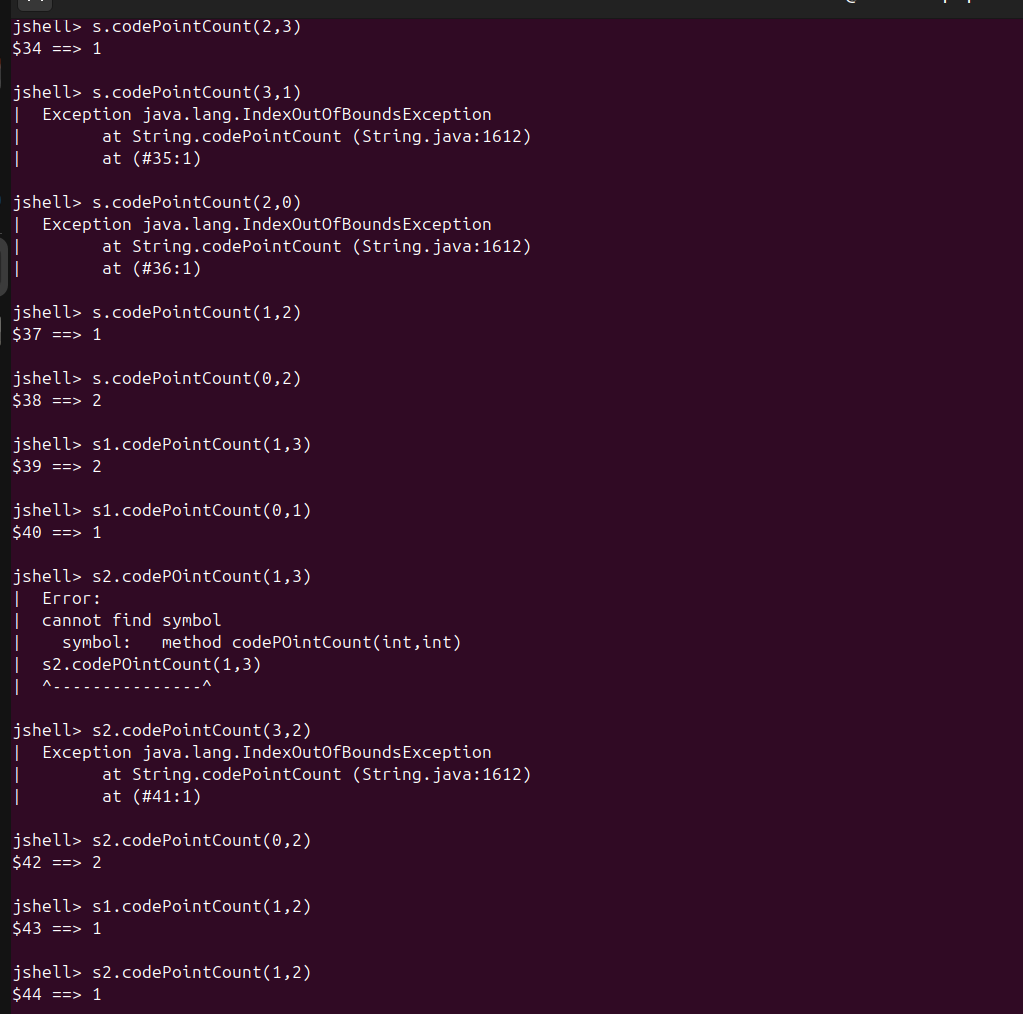 jshell> s.codePointCount(2,3)
$34 ==> 1

jshell> s.codePointCount(3,1)
|  Exception java.lang.IndexOutOfBoundsException
|        at String.codePointCount (String.java:1612)
|        at (#35:1)

jshell> s.codePointCount(2,0)
|  Exception java.lang.IndexOutOfBoundsException
|        at String.codePointCount (String.java:1612)
|        at (#36:1)

jshell> s.codePointCount(1,2)
$37 ==> 1

jshell> s.codePointCount(0,2)
$38 ==> 2

jshell> s1.codePointCount(1,3)
$39 ==> 2

jshell> s1.codePointCount(0,1)
$40 ==> 1

jshell> s2.codePOintCount(1,3)
|  Error:
|  cannot find symbol
|    symbol:   method codePOintCount(int,int)
|  s2.codePOintCount(1,3)
|  ^---------------^

jshell> s2.codePointCount(3,2)
|  Exception java.lang.IndexOutOfBoundsException
|        at String.codePointCount (String.java:1612)
|        at (#41:1)

jshell> s2.codePointCount(0,2)
$42 ==> 2

jshell> s1.codePointCount(1,2)
$43 ==> 1

jshell> s2.codePointCount(1,2)
$44 ==> 1